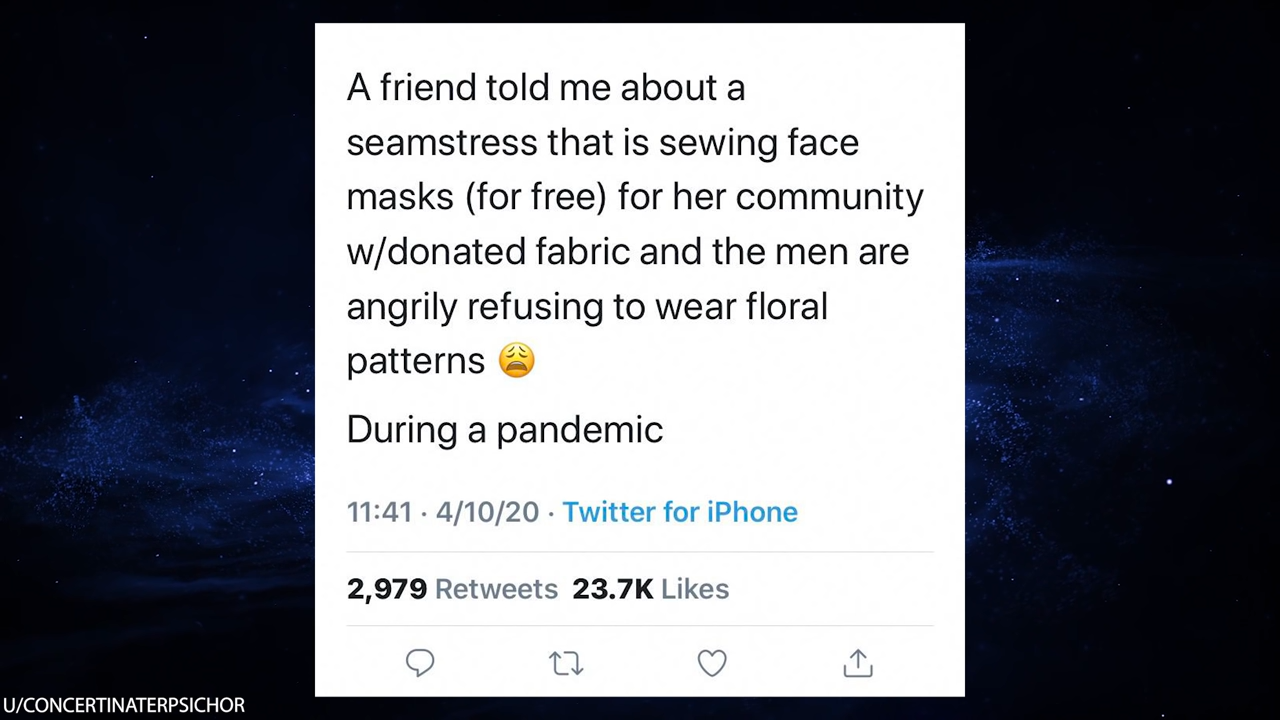 A friend told me about a
seamstress that is sewing face
masks (for free) for her community
w/donated fabric and the men are
angrily refusing to wear floral
patterns 😩
During a pandemic
11:41 · 4/10/20 · Twitter for iPhone
2,979 Retweets 23.7K Likes
U/CONCERTINATERPSICHOR